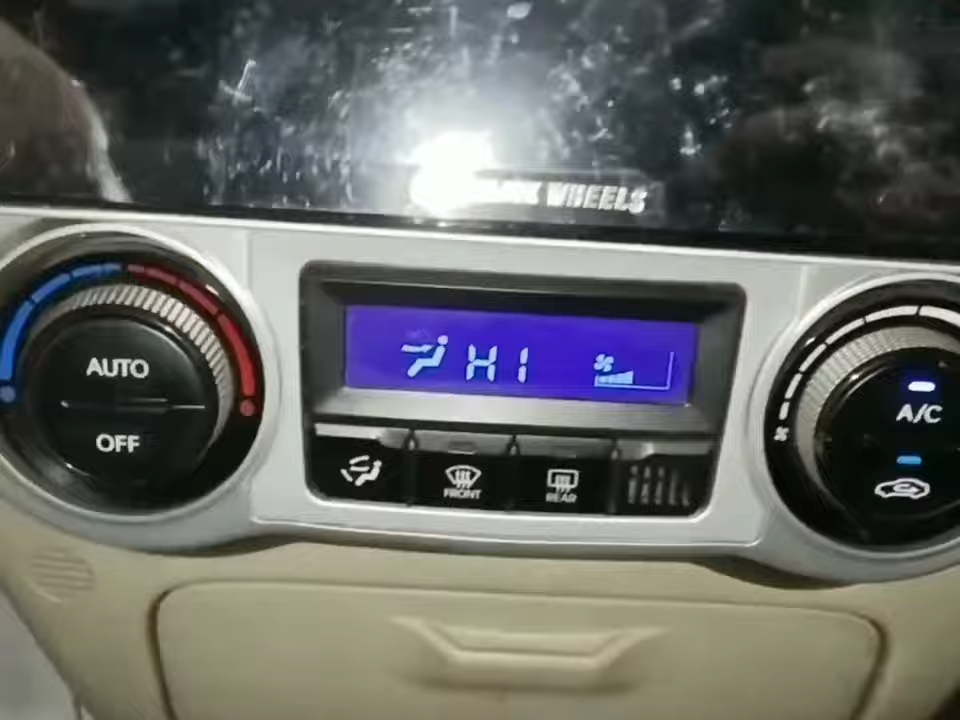 WHEELS
AUTO
OFF
HI
FRONT
REAR
A/C